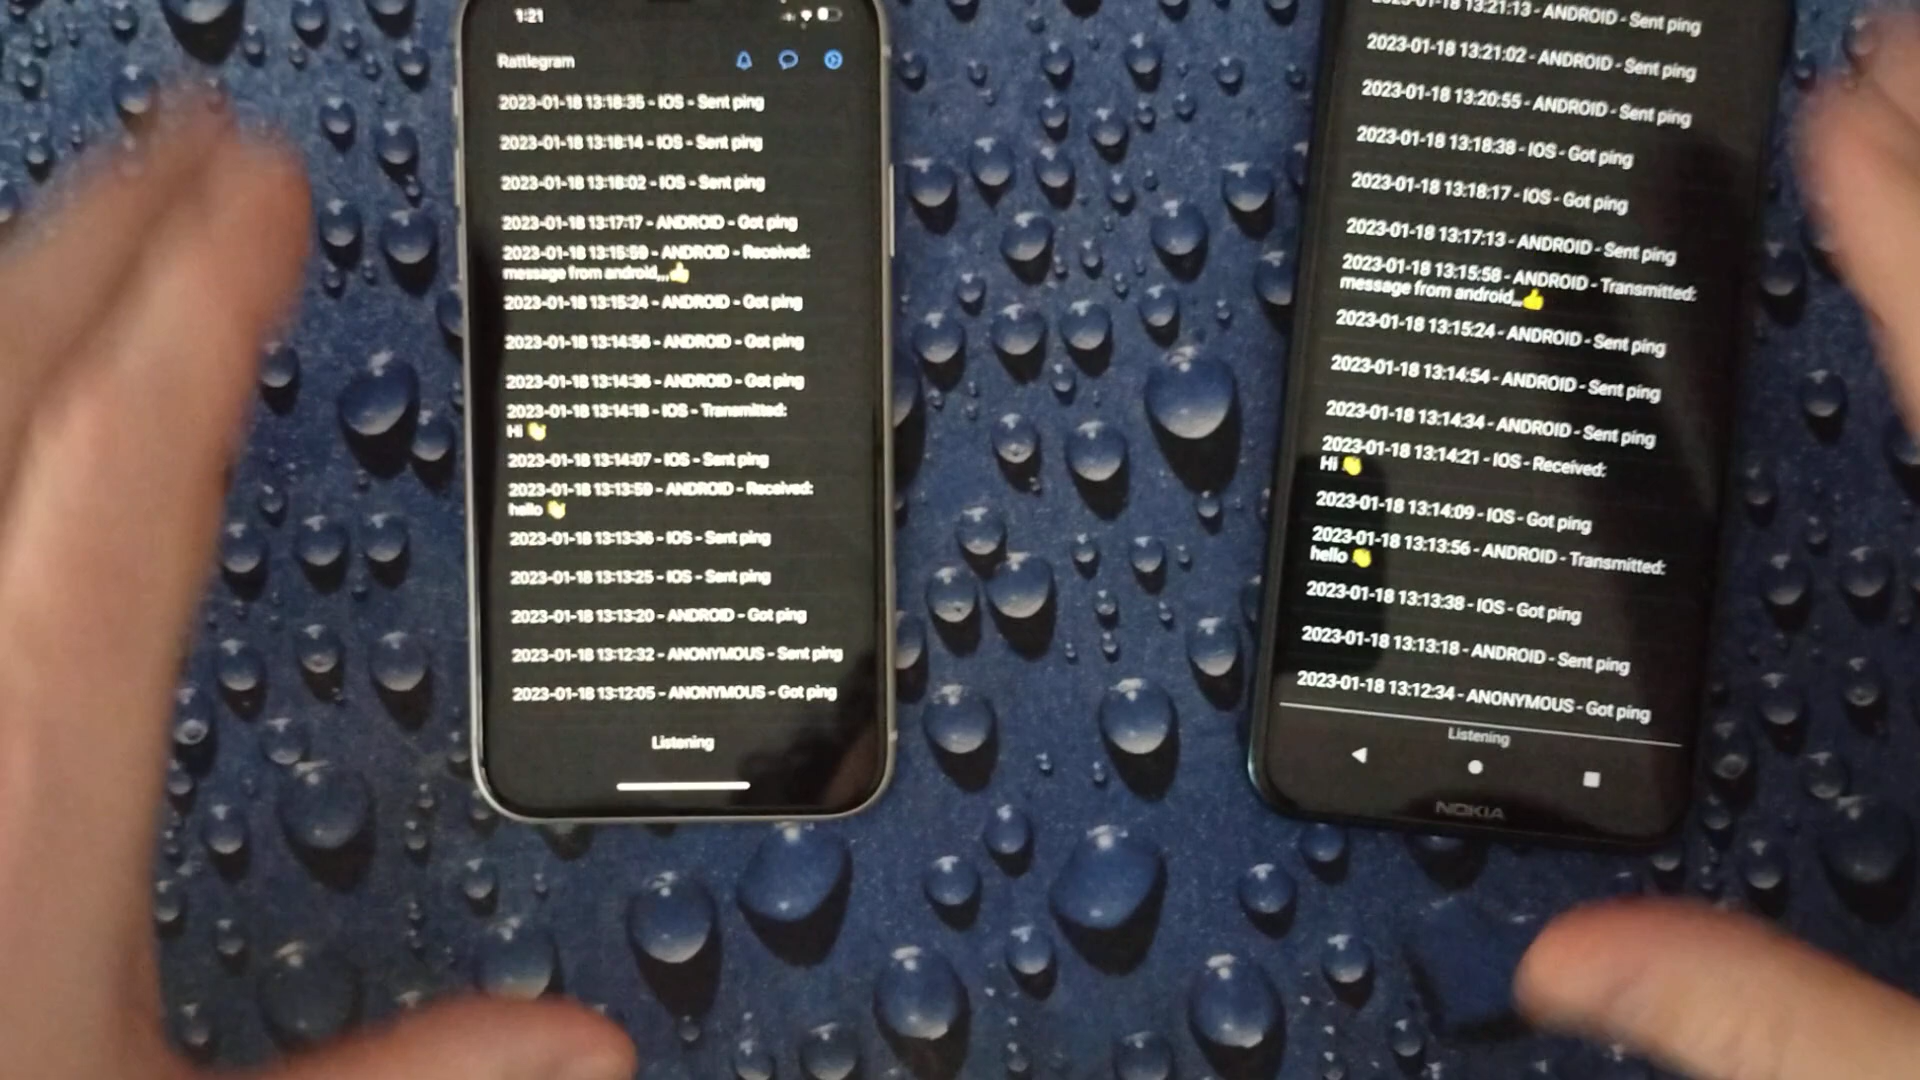 1:21
Rattlegram
2023-01-18 13:18:35 - IOS - Sent ping
2023-01-18 13:18:14 - IOS - Sent ping
2023-01-18 13:18:02 - IOS - Sent ping
2023-01-18 13:17:17 - ANDROID - Got ping
2023-01-18 13:15:59 - ANDROID - Received:
message from android,,,👍
2023-01-18 13:15:24 - ANDROID - Got ping
2023-01-18 13:14:56 - ANDROID - Got ping
2023-01-18 13:14:36 - ANDROID - Got ping
2023-01-18 13:14:18 - IOS - Transmitted:
Hi 👋
2023-01-18 13:14:07 - IOS - Sent ping
2023-01-18 13:13:59 - ANDROID - Received:
hello 👋
2023-01-18 13:13:36 - IOS - Sent ping
2023-01-18 13:13:25 - IOS - Sent ping
2023-01-18 13:13:20 - ANDROID - Got ping
2023-01-18 13:12:32 - ANONYMOUS - Sent ping
2023-01-18 13:12:05 - ANONYMOUS - Got ping
Listening
2023-01-18 13:21:13 - ANDROID - Sent ping
2023-01-18 13:21:02 - ANDROID - Sent ping
2023-01-18 13:20:55 - ANDROID - Sent ping
2023-01-18 13:18:38 - IOS - Got ping
2023-01-18 13:18:17 - IOS - Got ping
2023-01-18 13:17:13 - ANDROID - Sent ping
2023-01-18 13:15:58 - ANDROID - Transmitted:
message from android,,,👍
2023-01-18 13:15:24 - ANDROID - Sent ping
2023-01-18 13:14:54 - ANDROID - Sent ping
2023-01-18 13:14:34 - ANDROID - Sent ping
2023-01-18 13:14:21 - IOS - Received:
Hi 👋
2023-01-18 13:14:09 - IOS - Got ping
2023-01-18 13:13:56 - ANDROID - Transmitted:
hello 👋
2023-01-18 13:13:38 - IOS - Got ping
2023-01-18 13:13:18 - ANDROID - Sent ping
2023-01-18 13:12:34 - ANONYMOUS - Got ping
Listening
NOKIA